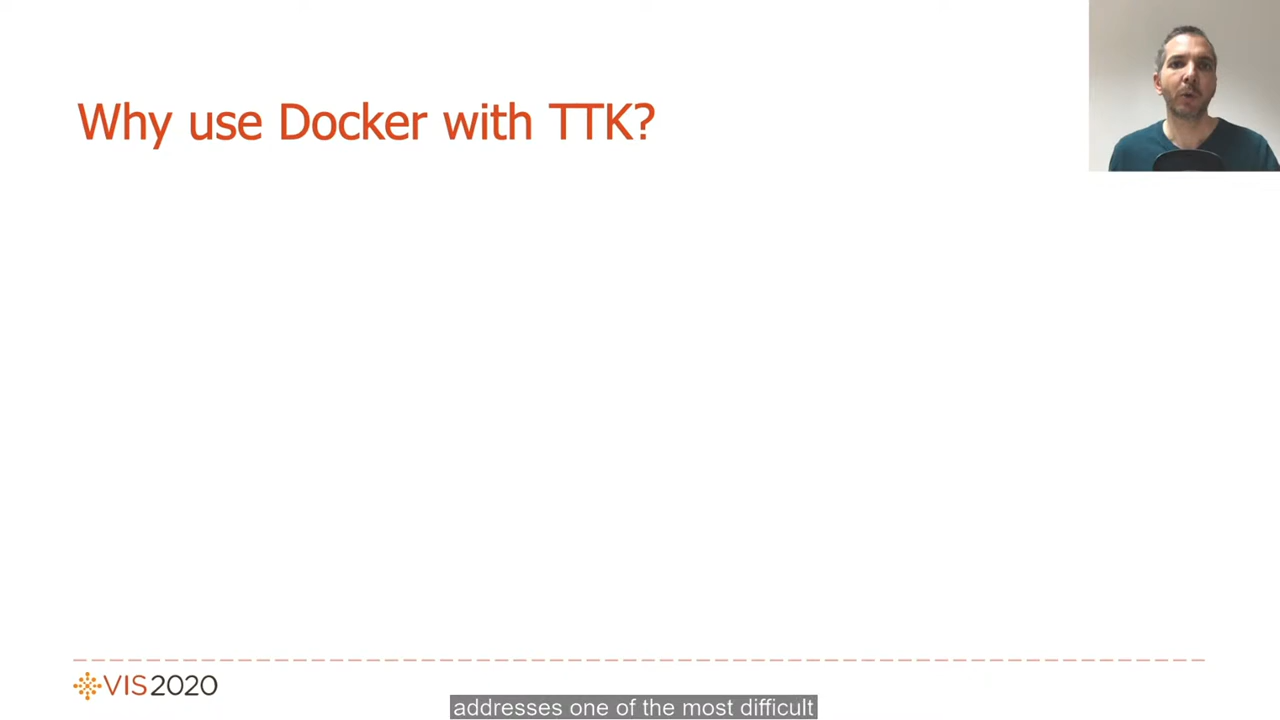 Why use Docker with TTK?
VIS2020
addresses one of the most difficult